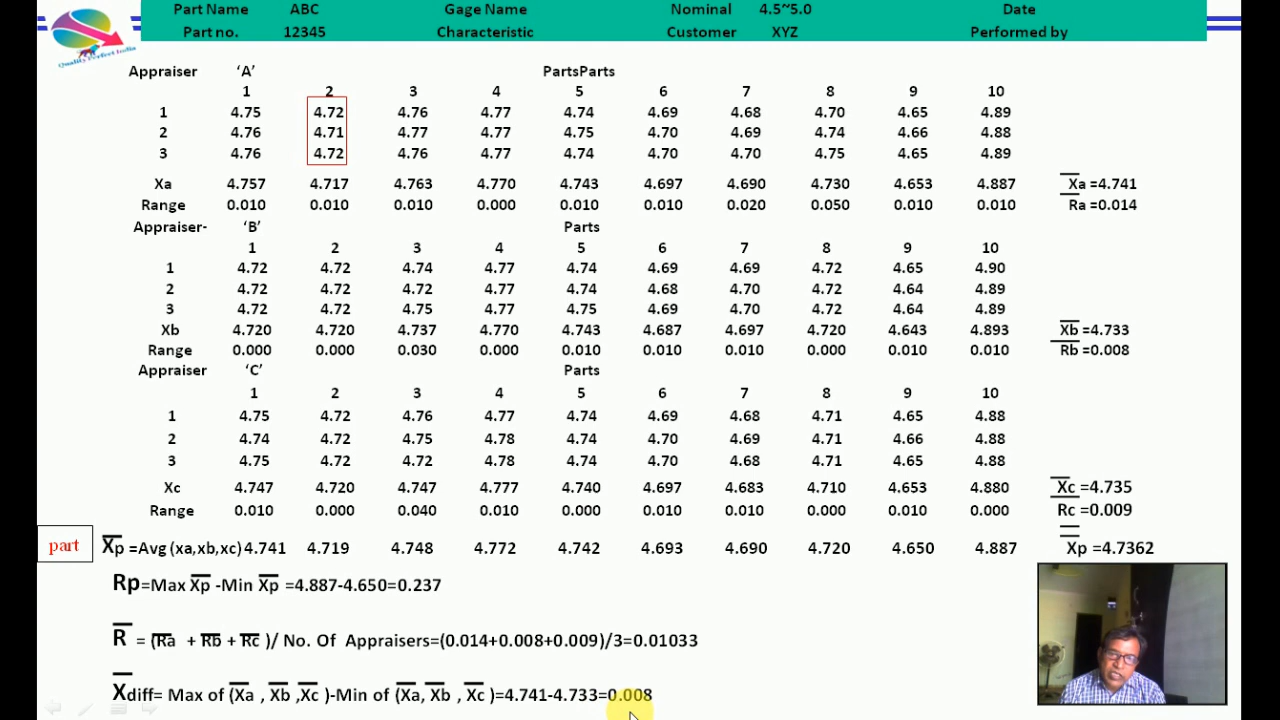 Part Name ABC Gage Name Nominal 4.5~5.0 Date
Part no. 12345 Characteristic Customer XYZ Performed by
Quality Perfect India
Appraiser ‘A’ PartsParts
1 2 3 4 5 6 7 8 9 10
1 4.75 4.72 4.76 4.77 4.74 4.69 4.68 4.70 4.65 4.89
2 4.76 4.71 4.77 4.77 4.75 4.70 4.69 4.74 4.66 4.88
3 4.76 4.72 4.76 4.77 4.74 4.70 4.70 4.75 4.65 4.89
Xa 4.757 4.717 4.763 4.770 4.743 4.697 4.690 4.730 4.653 4.887 X̅a =4.741
Range 0.010 0.010 0.010 0.000 0.010 0.010 0.020 0.050 0.010 0.010 R̅a =0.014
Appraiser- ‘B’ Parts
1 2 3 4 5 6 7 8 9 10
1 4.72 4.72 4.74 4.77 4.74 4.69 4.69 4.72 4.65 4.90
2 4.72 4.72 4.72 4.77 4.74 4.68 4.70 4.72 4.64 4.89
3 4.72 4.72 4.75 4.77 4.75 4.69 4.70 4.72 4.64 4.89
Xb 4.720 4.720 4.737 4.770 4.743 4.687 4.697 4.720 4.643 4.893 X̅b =4.733
Range 0.000 0.000 0.030 0.000 0.010 0.010 0.010 0.000 0.010 0.010 R̅b =0.008
Appraiser ‘C’ Parts
1 2 3 4 5 6 7 8 9 10
1 4.75 4.72 4.76 4.77 4.74 4.69 4.68 4.71 4.65 4.88
2 4.74 4.72 4.75 4.78 4.74 4.70 4.69 4.71 4.66 4.88
3 4.75 4.72 4.72 4.78 4.74 4.70 4.68 4.71 4.65 4.88
Xc 4.747 4.720 4.747 4.777 4.740 4.697 4.683 4.710 4.653 4.880 X̅c =4.735
Range 0.010 0.000 0.040 0.010 0.000 0.010 0.010 0.000 0.010 0.000 R̅c =0.009
part X̅p =Avg (xa,xb,xc) 4.741 4.719 4.748 4.772 4.742 4.693 4.690 4.720 4.650 4.887 X̿p =4.7362
Rp=Max X̅p -Min X̅p =4.887-4.650=0.237
R̅ = (R̅a + R̅b + R̅c )/ No. Of Appraisers=(0.014+0.008+0.009)/3=0.01033
X̅diff= Max of (X̅a , X̅b ,X̅c )-Min of (X̅a, X̅b , X̅c )=4.741-4.733=0.008